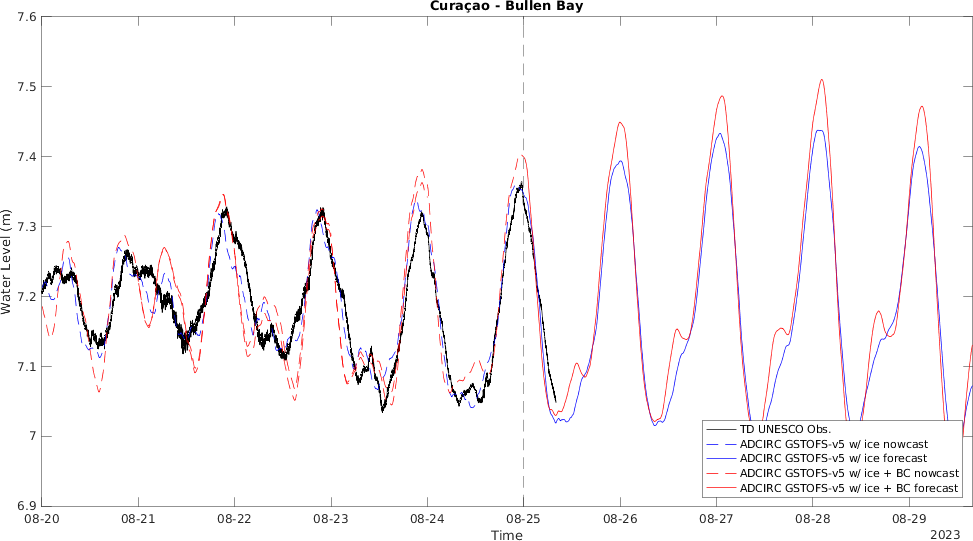 Curaçao - Bullen Bay
Water Level (m)
7.6
7.5
7.4
7.3
7.2
7.1
7
6.9
TD UNESCO Obs.
ADCIRC GSTOFS-v5 w/ ice nowcast
ADCIRC GSTOFS-v5 w/ ice forecast
ADCIRC GSTOFS-v5 w/ ice + BC nowcast
ADCIRC GSTOFS-v5 w/ ice + BC forecast
08-20 08-21 08-22 08-23 08-24 08-25 08-26 08-27 08-28 08-29
Time
2023